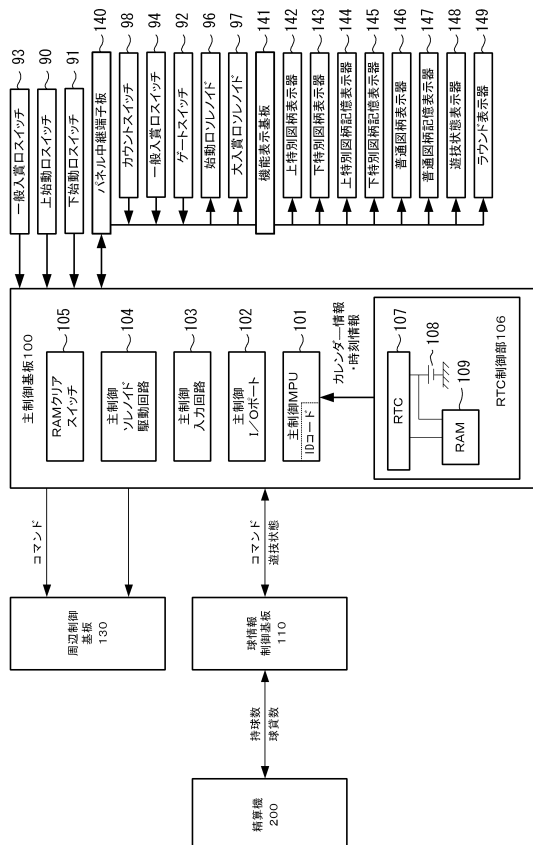 一般入賞口スイッチ 93
上始動口スイッチ 90
下始動口スイッチ 91
パネル中継端子板 140
カウントスイッチ 98
一般入賞口スイッチ 94
ゲートスイッチ 92
始動口ソレノイド 96
大入賞口ソレノイド 97
機能表示基板 141
上特別図柄表示器 142
下特別図柄表示器 143
上特別図柄記憶表示器 144
下特別図柄記憶表示器 145
普通図柄表示器 146
普通図柄記憶表示器 147
遊技状態表示器 148
ラウンド表示器 149
主制御基板100
RAMクリア
スイッチ
105
主制御
ソレノイド
駆動回路
104
主制御
入力回路
103
主制御
I/Oポート
102
主制御MPU
IDコード
101
カレンダー情報
・時刻情報
RTC
107
108
RAM
109
RTC制御部106
コマンド
コマンド
遊技状態
周辺制御
基板
130
球情報
制御基板
110
持球数
球貸数
精算機
200